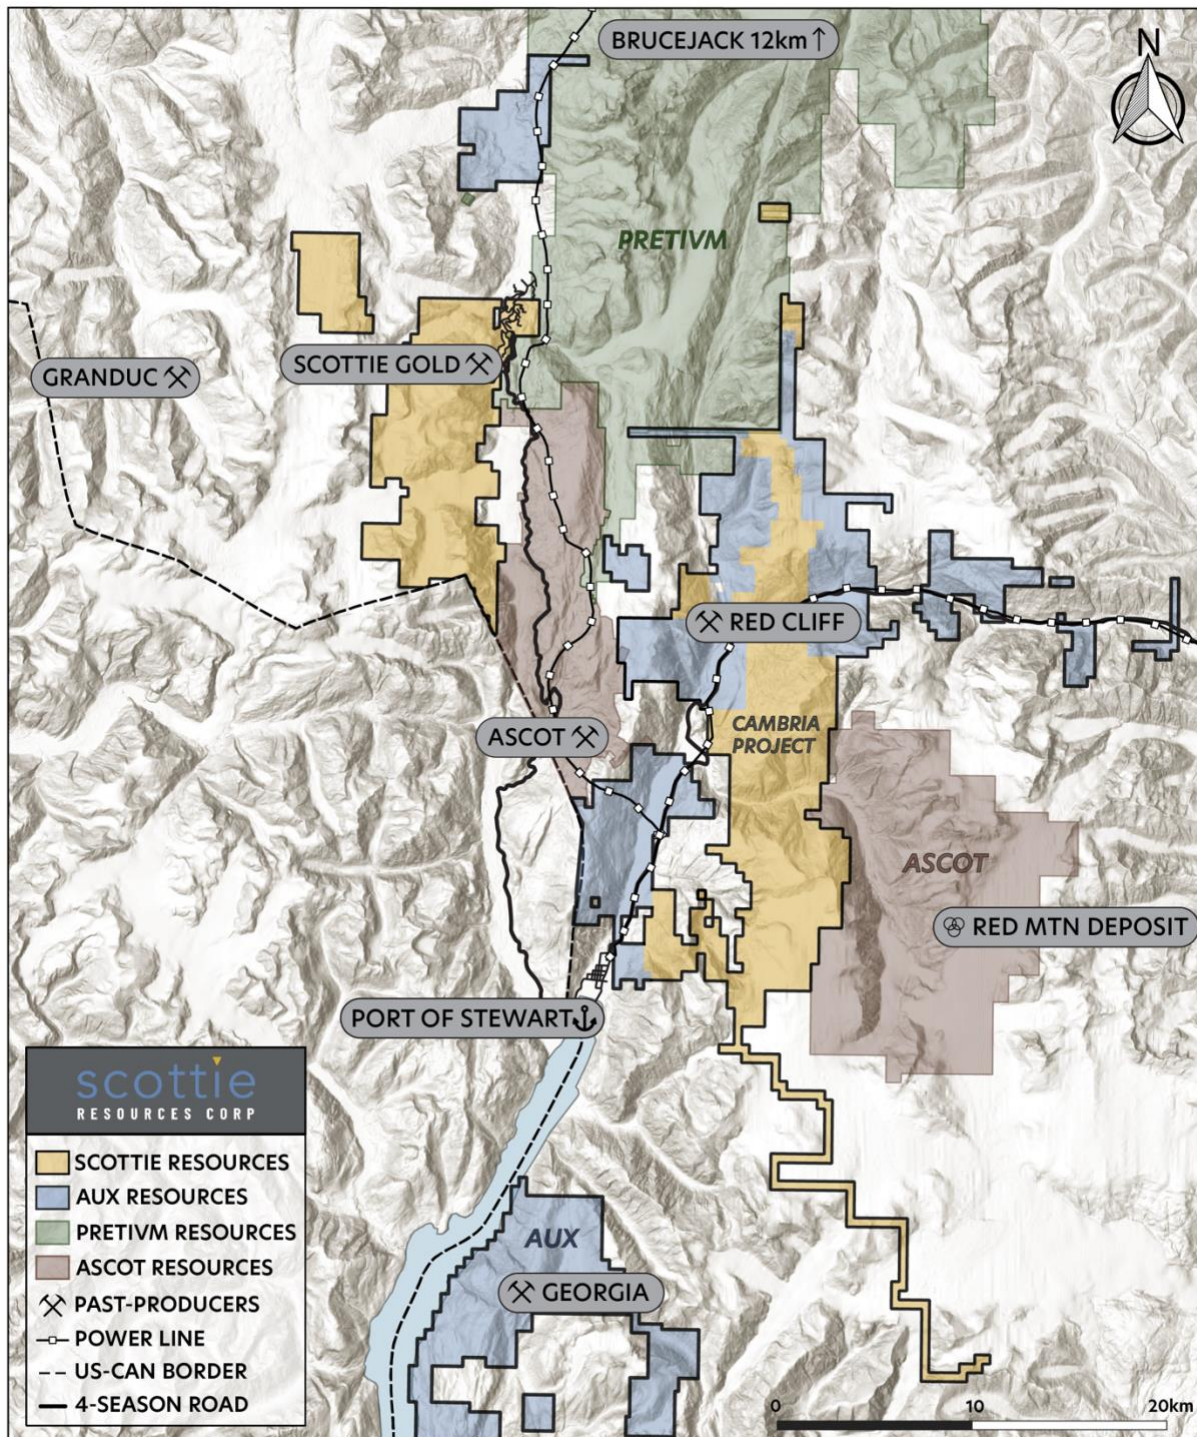 BRUCEJACK 12km↑
N
PRETIVM
SCOTTIE GOLD
GRANDUC
RED CLIFF
ASCOT
CAMBRIA
PROJECT
ASCOT
RED MTN DEPOSIT
PORT OF STEWART
AUX
GEORGIA
scottie
RESOURCES CORP
SCOTTIE RESOURCES
AUX RESOURCES
PRETIVM RESOURCES
ASCOT RESOURCES
PAST-PRODUCERS
POWER LINE
US-CAN BORDER
4-SEASON ROAD
0 10 20km